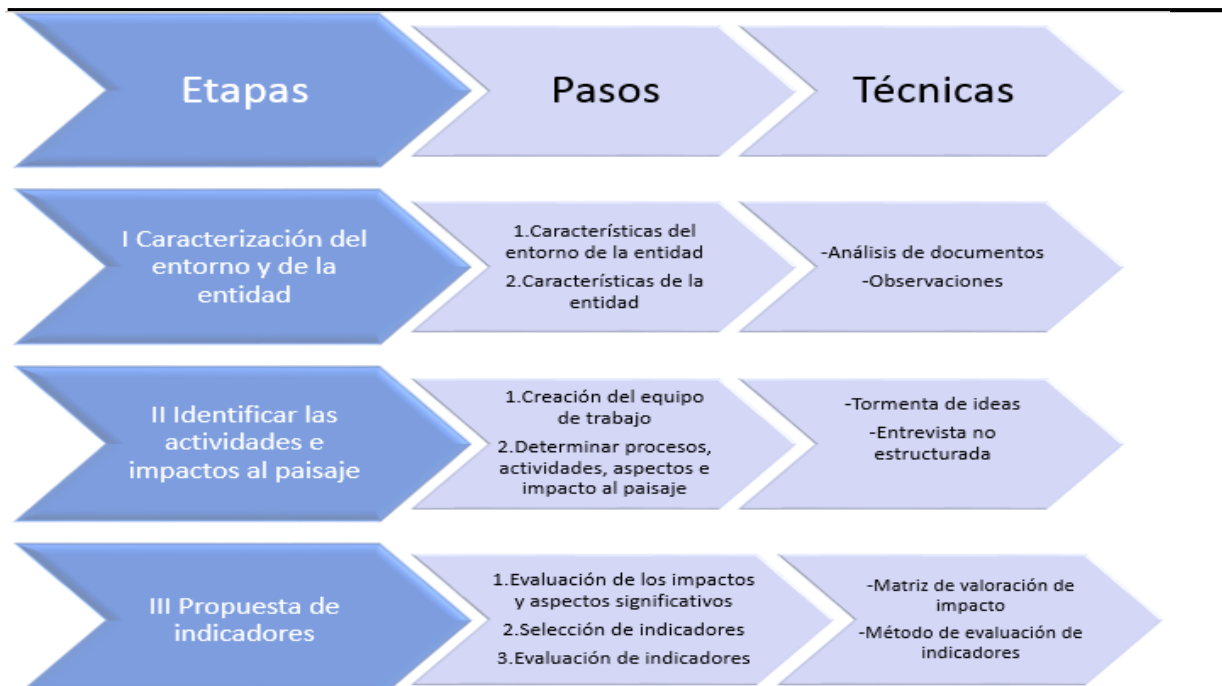 Etapas
Pasos
Técnicas
I Caracterización del
entorno y de la
entidad
1.Características del
entorno de la entidad
2.Características de la
entidad
-Análisis de documentos
-Observaciones
II Identificar las
actividades e
impactos al paisaje
1.Creación del equipo
de trabajo
2.Determinar procesos,
actividades, aspectos e
impacto al paisaje
-Tormenta de ideas
-Entrevista no
estructurada
III Propuesta de
indicadores
1.Evaluación de los impactos
y aspectos significativos
2.Selección de indicadores
3.Evaluación de indicadores
-Matriz de valoración de
impacto
-Método de evaluación de
indicadores